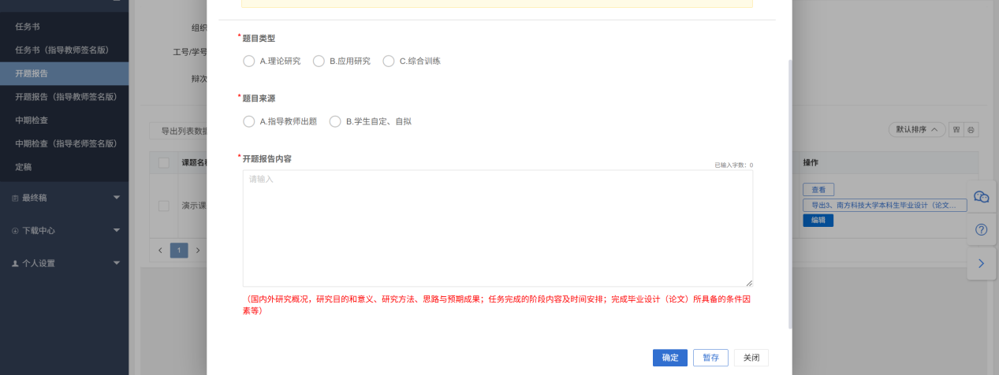 任务书
任务书（指导教师签名版）
开题报告
开题报告（指导教师签名版）
中期检查
中期检查（指导老师签名版）
定稿
最终稿
下载中心
个人设置
组织
工号/学号
辩次
导出列表数据
课题名称
演示课
1
* 题目类型
A.理论研究 B.应用研究 C.综合训练
* 题目来源
A.指导教师出题 B.学生自定、自拟
* 开题报告内容
已输入字数：0
请输入
（国内外研究概况，研究目的和意义、研究方法、思路与预期成果；任务完成的阶段内容及时间安排；完成毕业设计（论文）所具备的条件因
素等）
确定 暂存 关闭
默认排序
操作
查看
导出3、南方科技大学本科生毕业设计（论文...
编辑